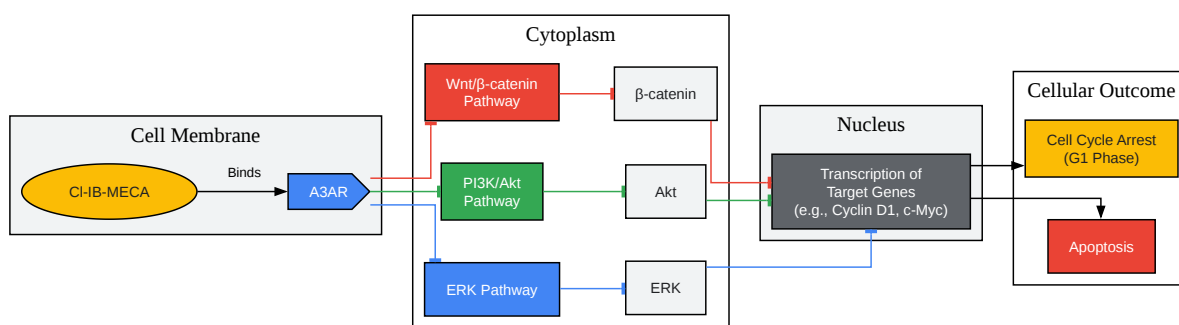 Cell Membrane
Cl-IB-MECA
Binds
A3AR
Cytoplasm
Wnt/β-catenin
Pathway
β-catenin
PI3K/Akt
Pathway
Akt
ERK Pathway
ERK
Nucleus
Transcription of
Target Genes
(e.g., Cyclin D1, c-Myc)
Cellular Outcome
Cell Cycle Arrest
(G1 Phase)
Apoptosis